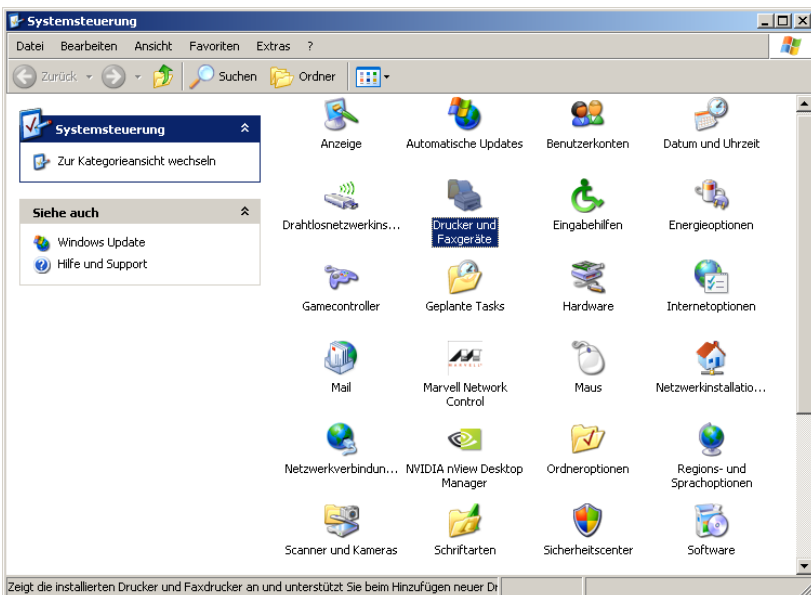 Systemsteuerung
Datei Bearbeiten Ansicht Favoriten Extras ?
Zurück Suchen Ordner
Systemsteuerung
Zur Kategorieansicht wechseln
Siehe auch
Windows Update
Hilfe und Support
Anzeige Automatische Updates Benutzerkonten Datum und Uhrzeit
Drahtlosnetzwerkins... Drucker und Eingabehilfen Energieoptionen
Faxgeräte
Gamecontroller Geplante Tasks Hardware Internetoptionen
MARVELL
Mail Marvell Network Maus Netzwerkinstallatio...
Control
Netzwerkverbindun... NVIDIA nView Desktop Ordneroptionen Regions- und
Manager Sprachoptionen
Scanner und Kameras Schriftarten Sicherheitscenter Software
Zeigt die installierten Drucker und Faxdrucker an und unterstützt Sie beim Hinzufügen neuer Dr